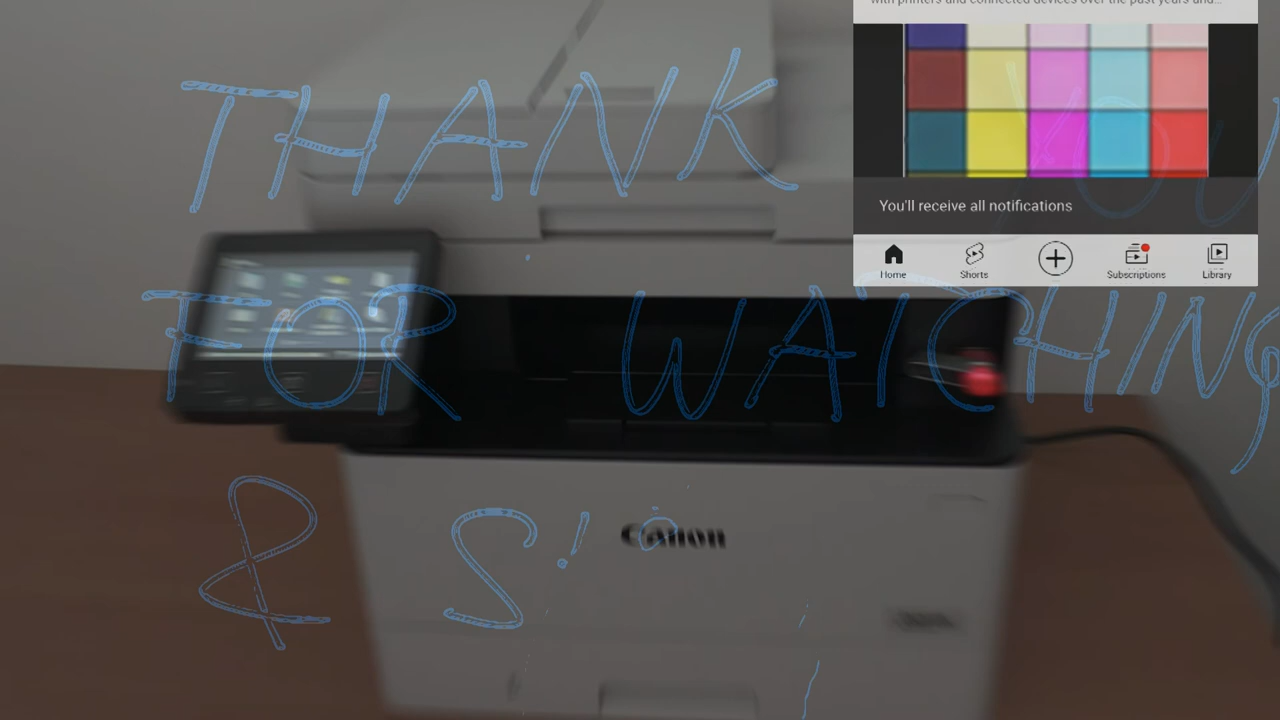 with printers and connected devices over the past years and...
THANK YOU
You'll receive all notifications
Home Shorts Subscriptions Library
FOR WATCHING
& S
Canon